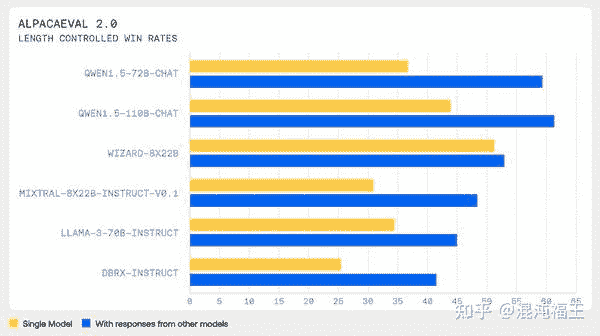 ALPACAEVAL 2.0
LENGTH CONTROLLED WIN RATES
QWEN1.5-72B-CHAT
QWEN1.5-110B-CHAT
WIZARD-8X22B
MIXTRAL-8X22B-INSTRUCT-V0.1
LLAMA-3-70B-INSTRUCT
DBRX-INSTRUCT
0 5 10 15 20 25 30 35 40 45 50 55 60 65
Single Model With responses from other models
知乎 @混沌福王